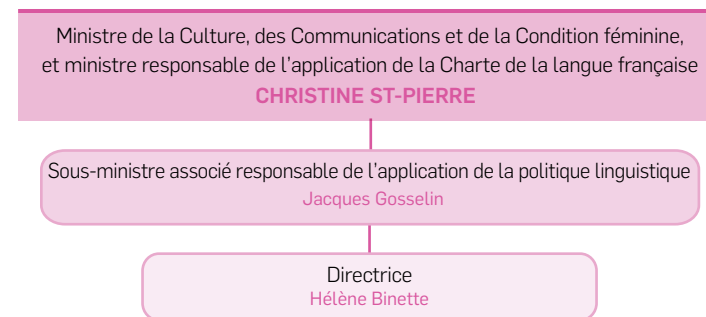 Ministre de la Culture, des Communications et de la Condition féminine,
et ministre responsable de l'application de la Charte de la langue française
CHRISTINE ST-PIERRE
Sous-ministre associé responsable de l'application de la politique linguistique
Jacques Gosselin
Directrice
Hélène Binette